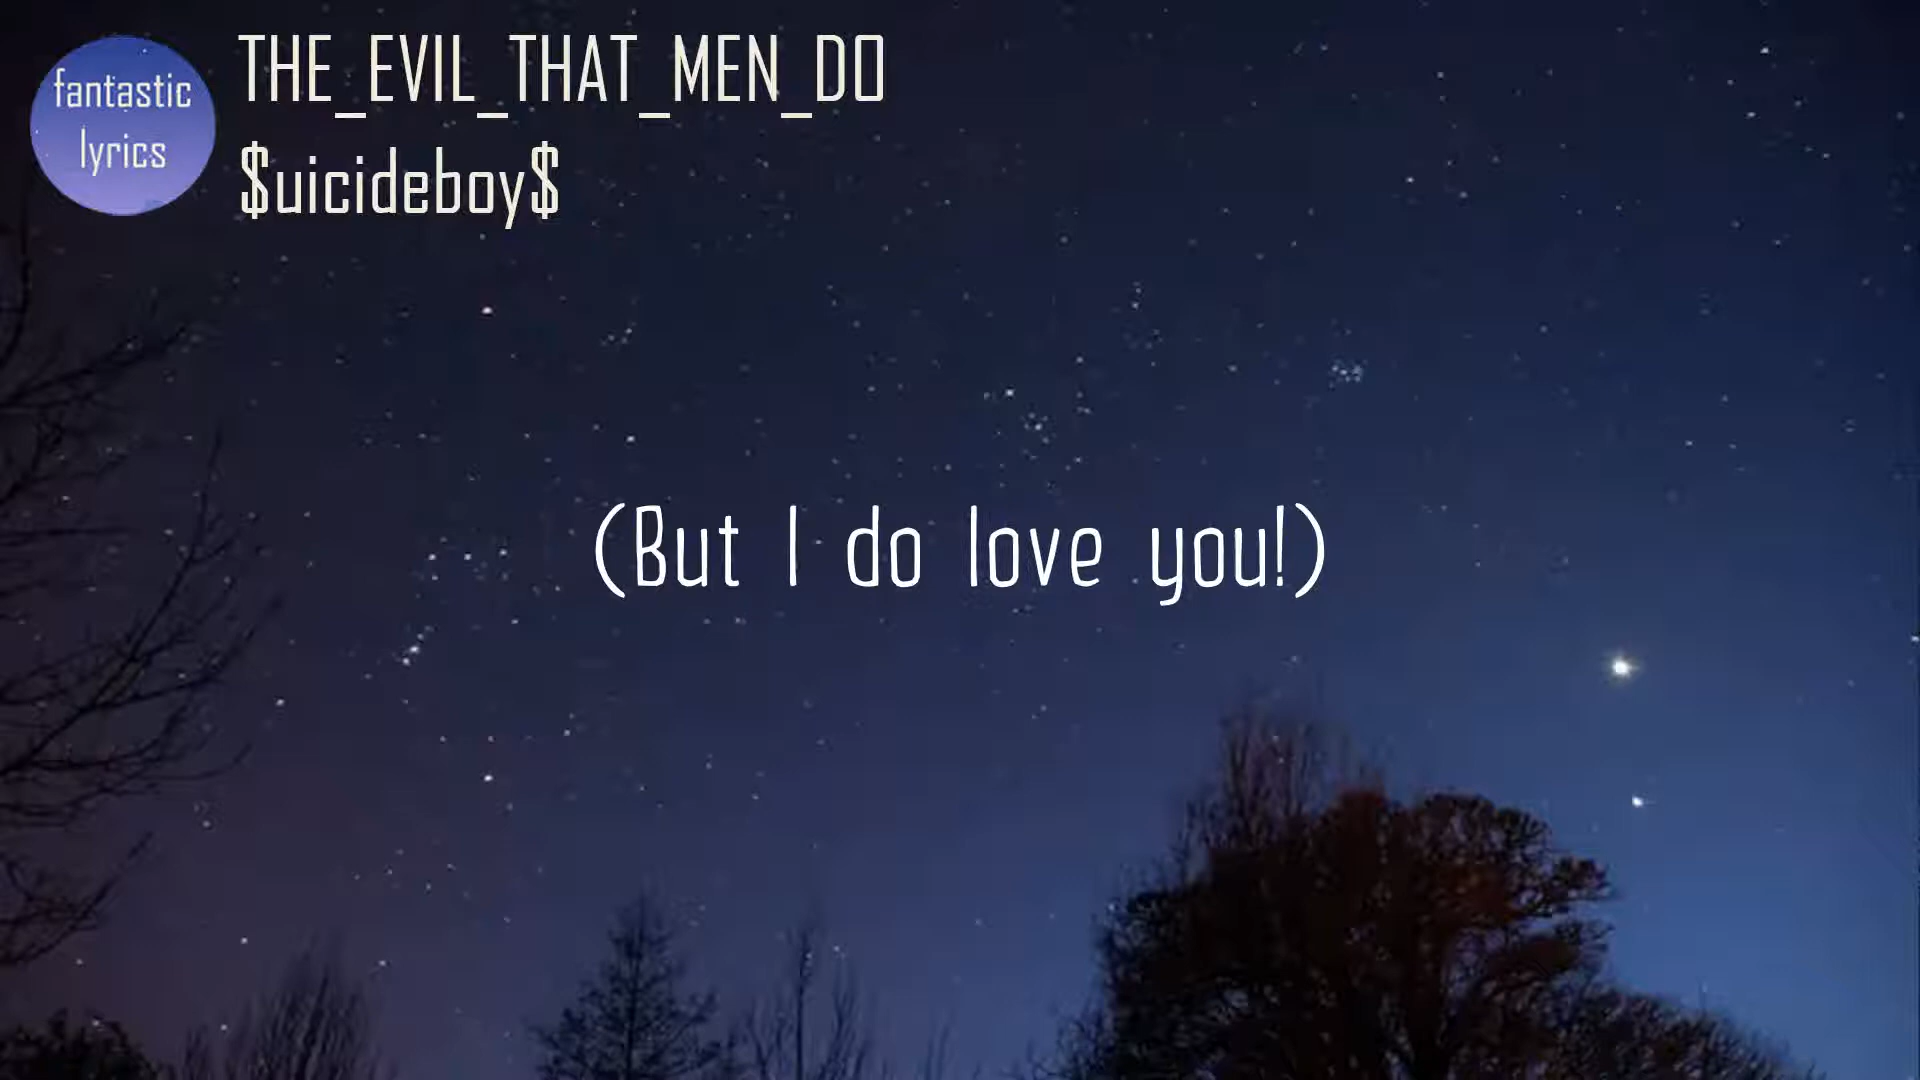 fantastic
lyrics
THE_EVIL_THAT_MEN_DO
$uicideboy$
(But I do love you!)